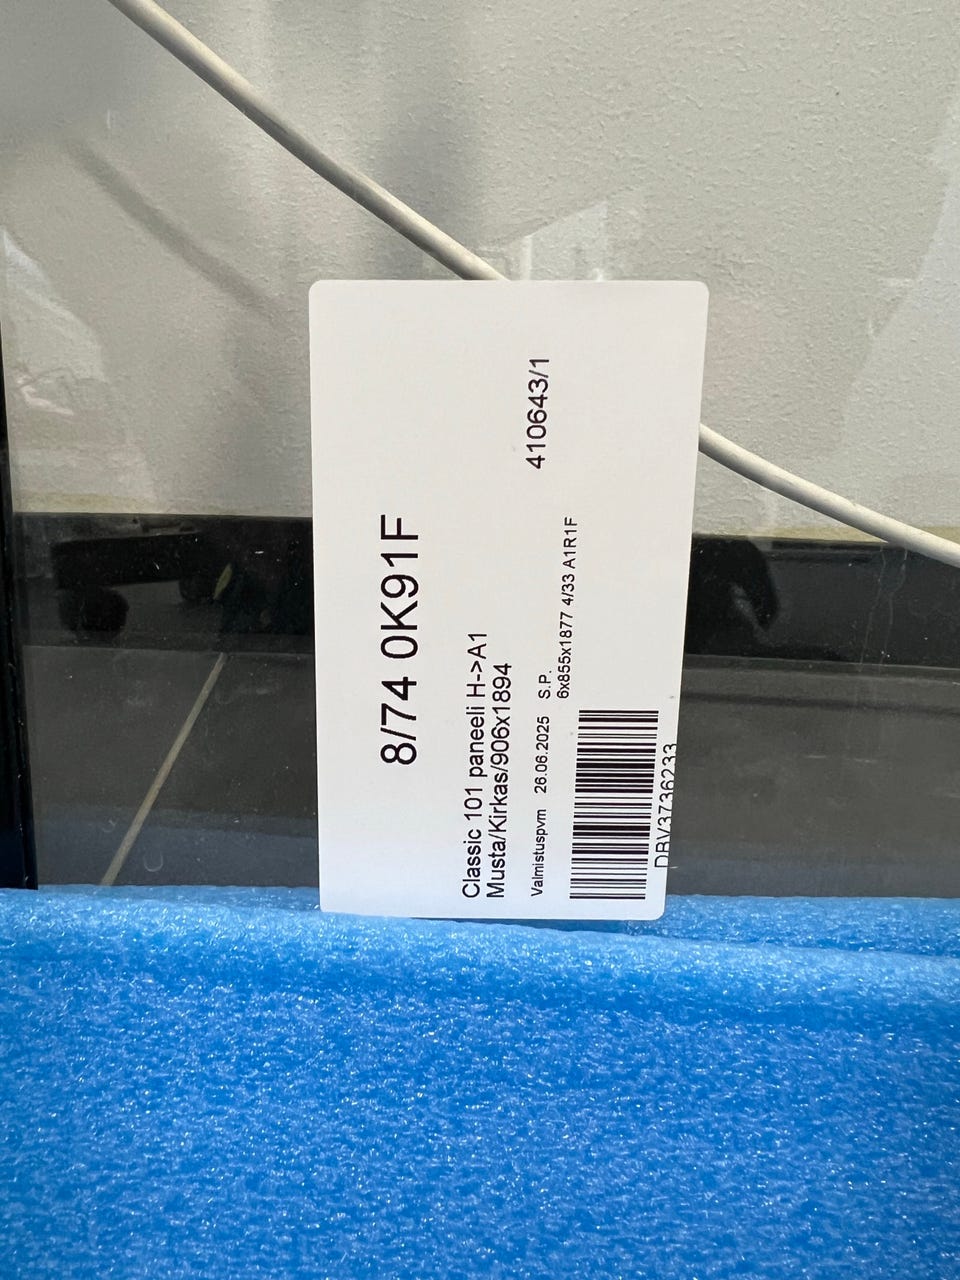 8/74 0K91F
Classic 101 paneeli H->A1
Musta/Kirkas/906x1894
410643/1
Valmistuspvm 26.06.2025 S.P.
6x855x1877 4/33 A1R1F
DBV3736233